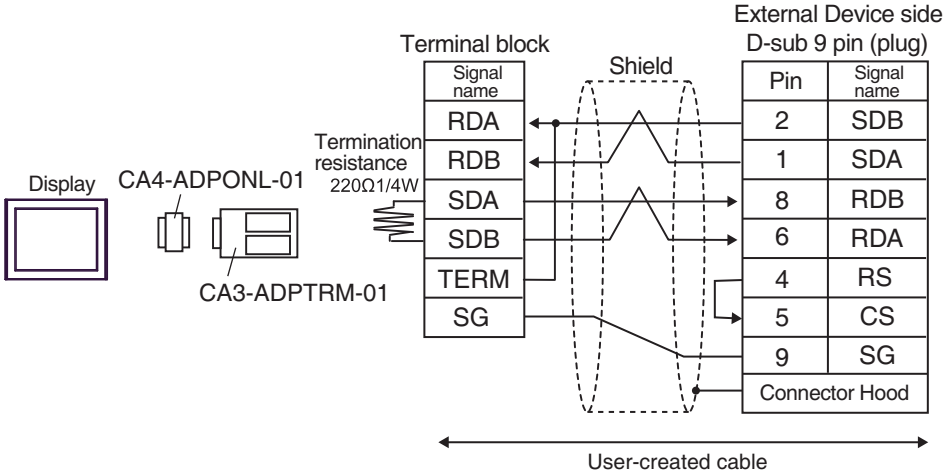 External Device side
D-sub 9 pin (plug)
Terminal block
Shield
Signal name
Pin
Signal name
RDA
2
SDB
Termination
resistance
220Ω1/4W
RDB
1
SDA
Display
CA4-ADPONL-01
SDA
8
RDB
SDB
6
RDA
CA3-ADPTRM-01
TERM
4
RS
SG
5
CS
9
SG
Connector Hood
User-created cable